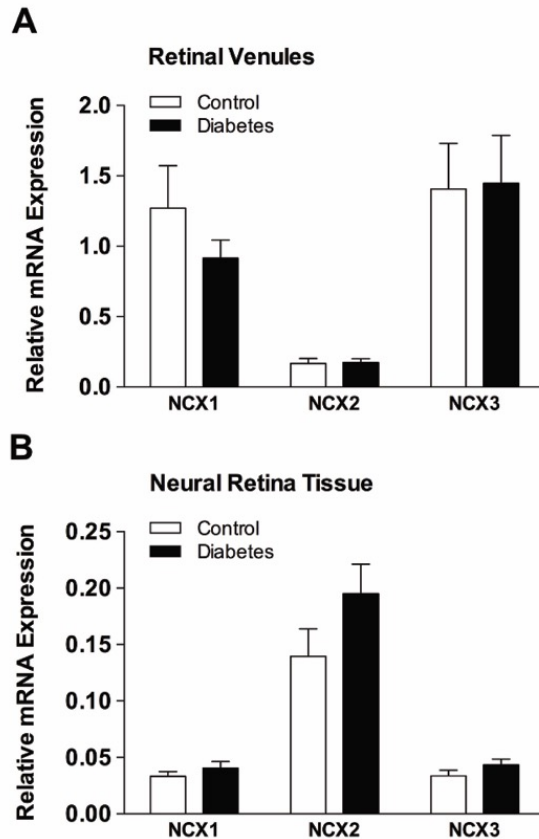 A
Retinal Venules
Control
Diabetes
Relative mRNA Expression
2.0
1.5
1.0
0.5
0.0
NCX1 NCX2 NCX3
B
Neural Retina Tissue
Control
Diabetes
Relative mRNA Expression
0.25
0.20
0.15
0.10
0.05
0.00
NCX1 NCX2 NCX3